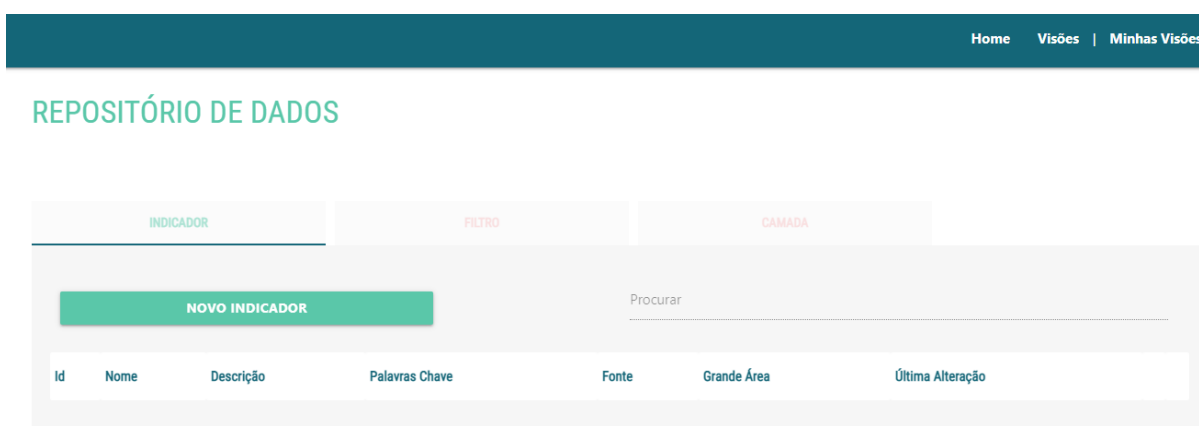 Home Visões | Minhas Visões
REPOSITÓRIO DE DADOS
INDICADOR FILTRO CAMADA
NOVO INDICADOR Procurar
Id Nome Descrição Palavras Chave Fonte Grande Área Última Alteração